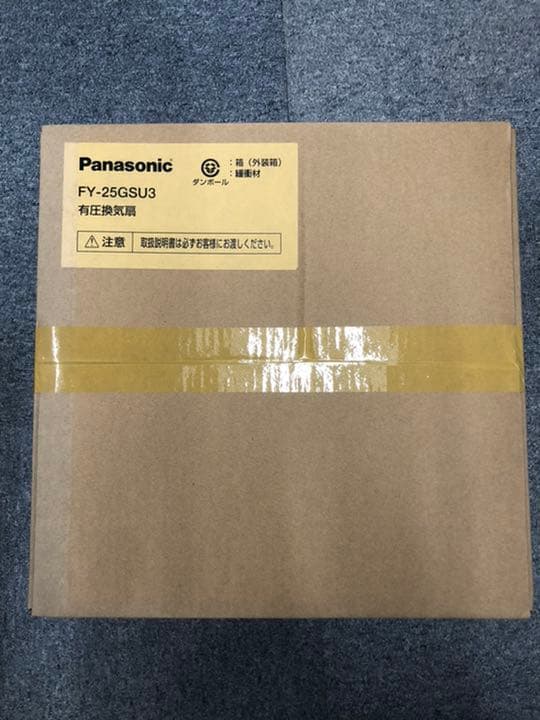 Panasonic
FY-25GSU3
有圧換気扇
ダンボール
：箱（外装箱）
：緩衝材
注意 取扱説明書は必ずお客様にお渡しください。